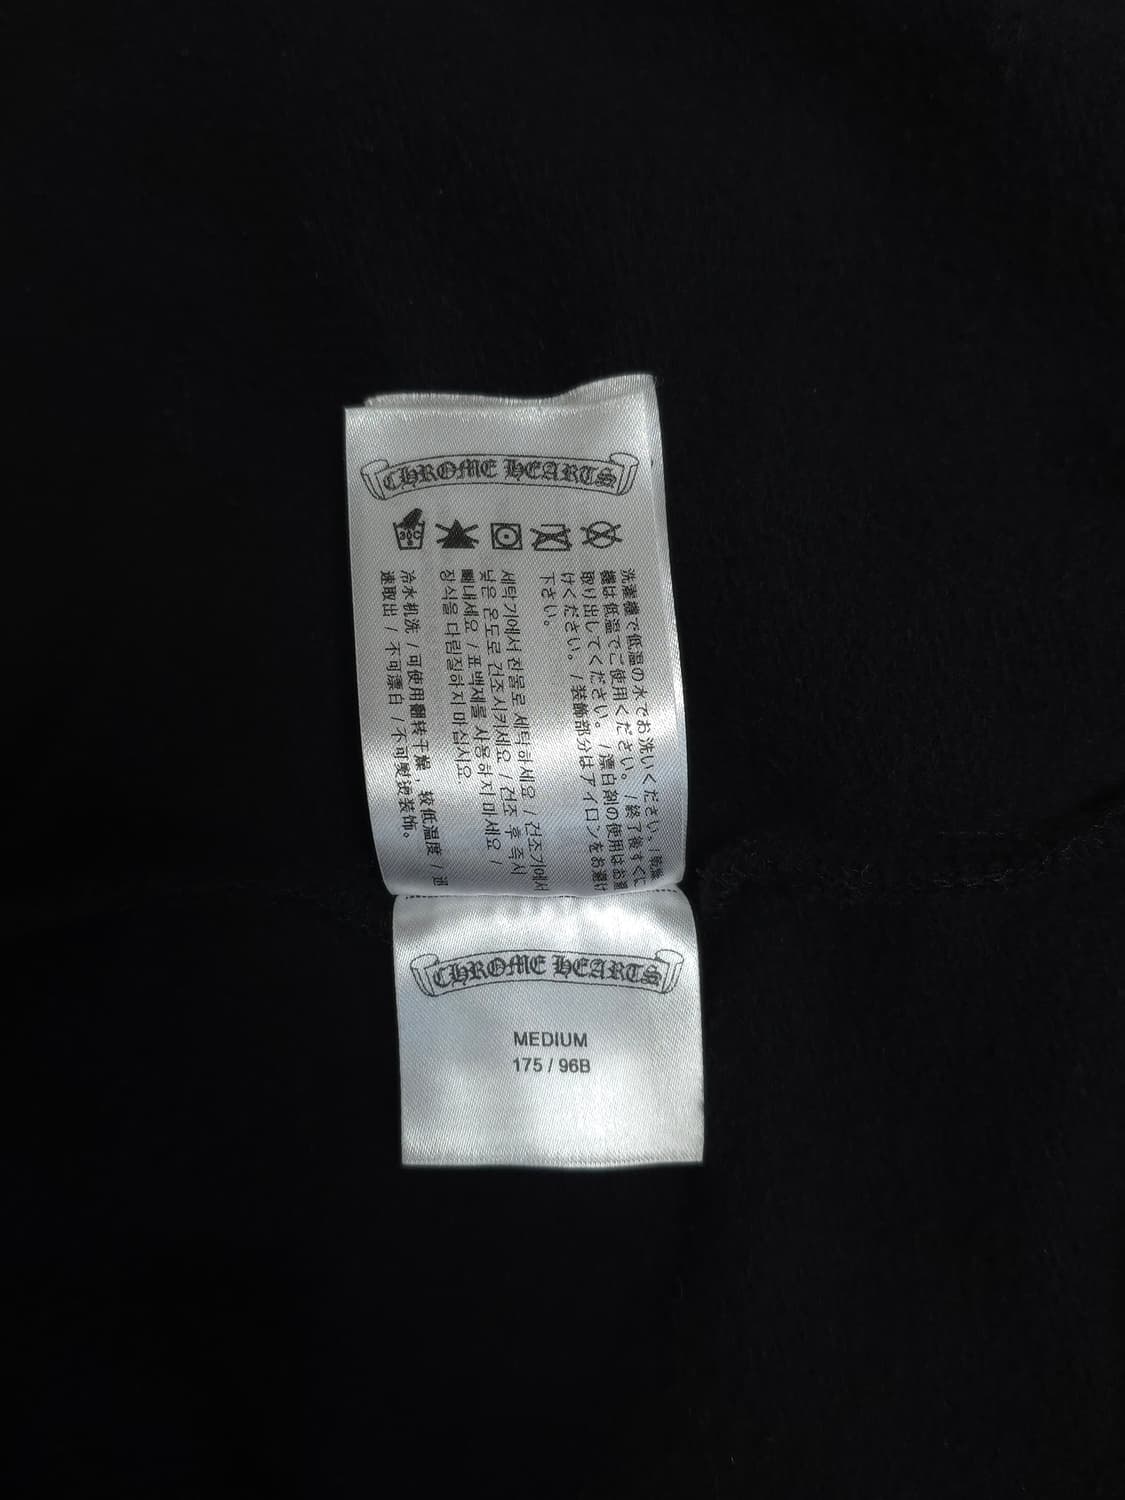 CHROME HEARTS
30C
洗濯機で低温の水でお洗いください。/ 乾燥
機は低温でご使用ください。/ 終了後すぐに
取り出してください。/ 漂白剤の使用はお避
けください。/ 装飾部分はアイロンをお避け
下さい。
세탁기에서 찬물로 세탁하세요 / 건조기에서
낮은 온도로 건조시키세요 / 건조 후 즉시
꺼내세요 / 표백제를 사용하지 마세요 /
장식을 다림질하지 마십시오
冷水机洗 / 可使用翻转干燥，较低温度 / 迅
速取出 / 不可漂白 / 不可熨烫装饰。
CHROME HEARTS
MEDIUM
175 / 96B